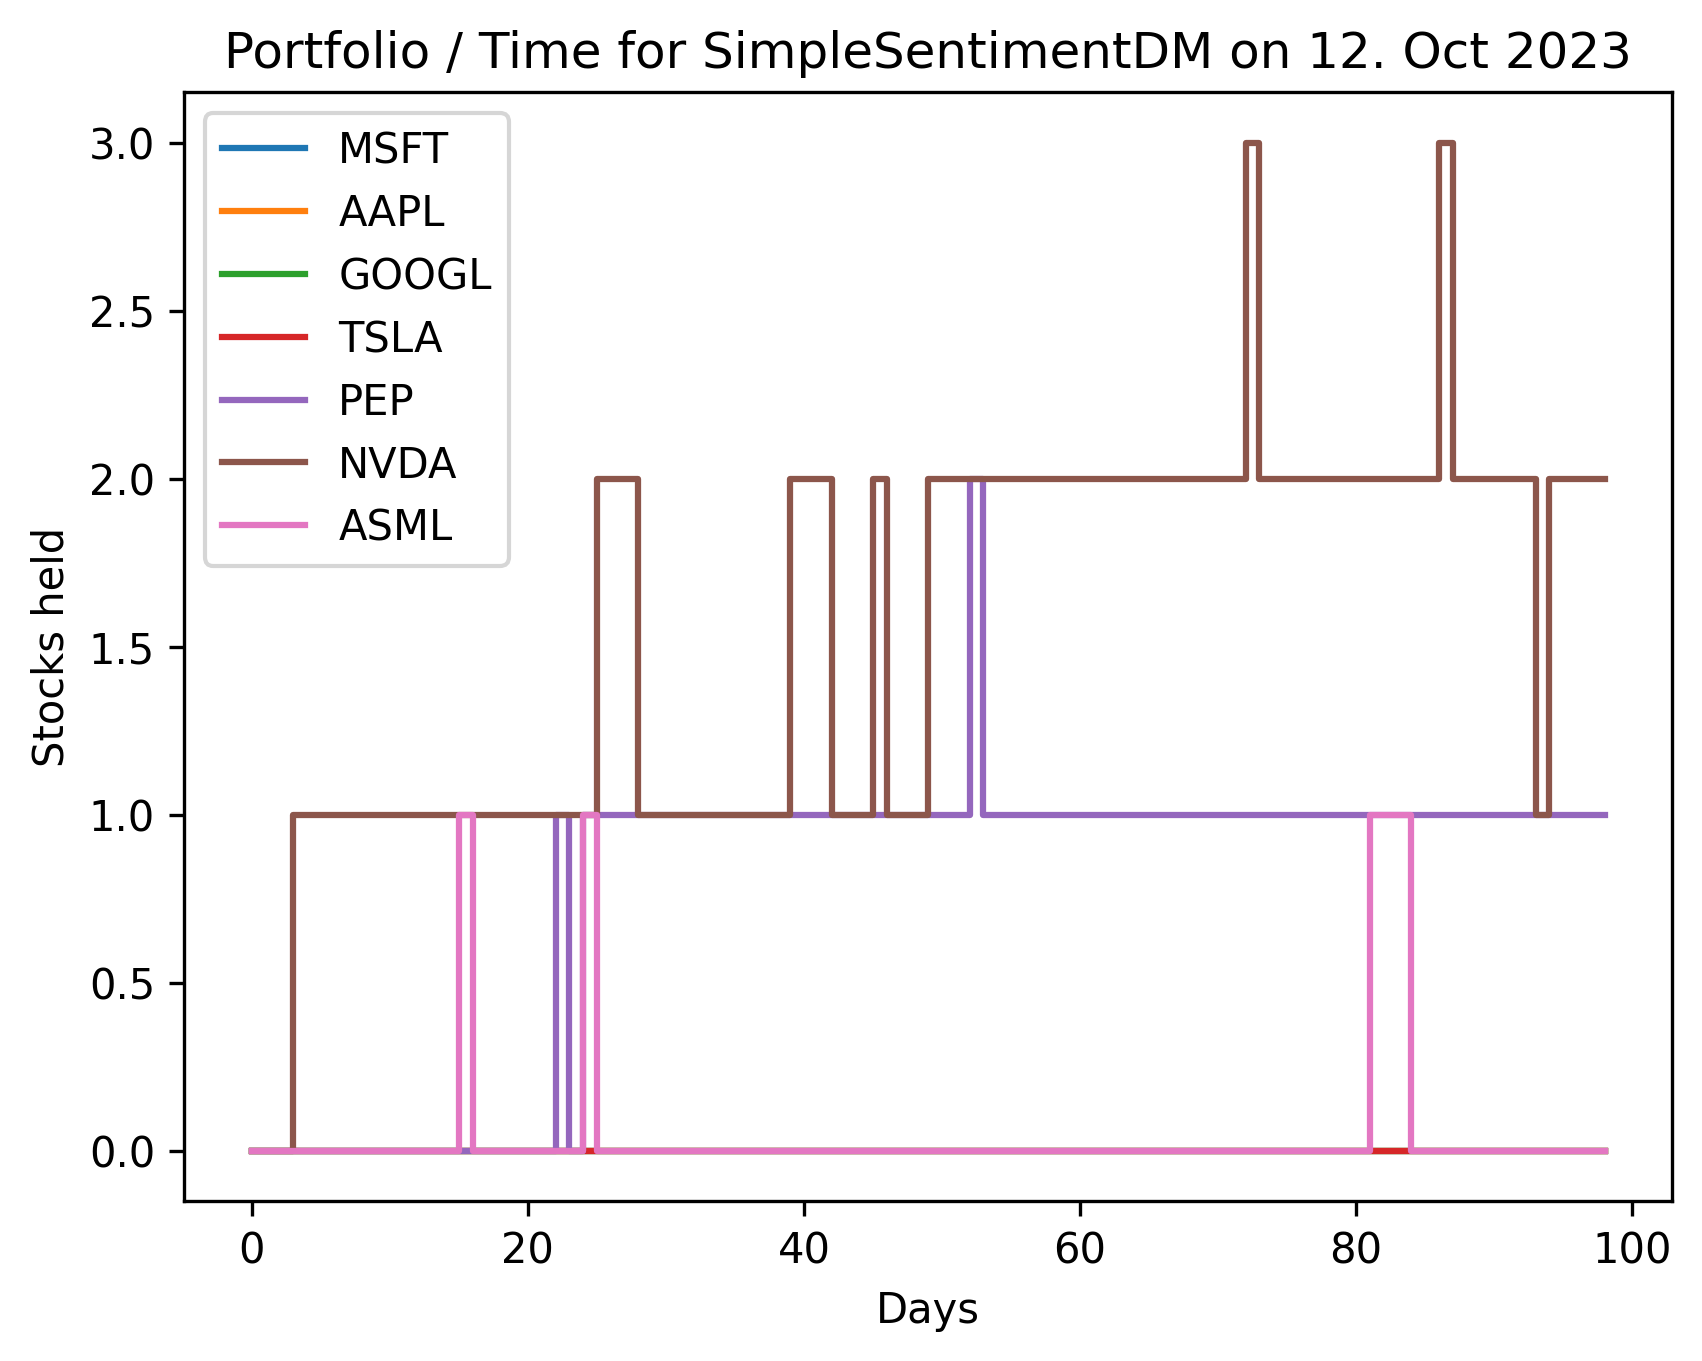 Portfolio / Time for SimpleSentimentDM on 12. Oct 2023
MSFT
AAPL
GOOGL
TSLA
PEP
NVDA
ASML
3.0
2.5
2.0
1.5
1.0
0.5
0.0
Stocks held
0 20 40 60 80 100
Days